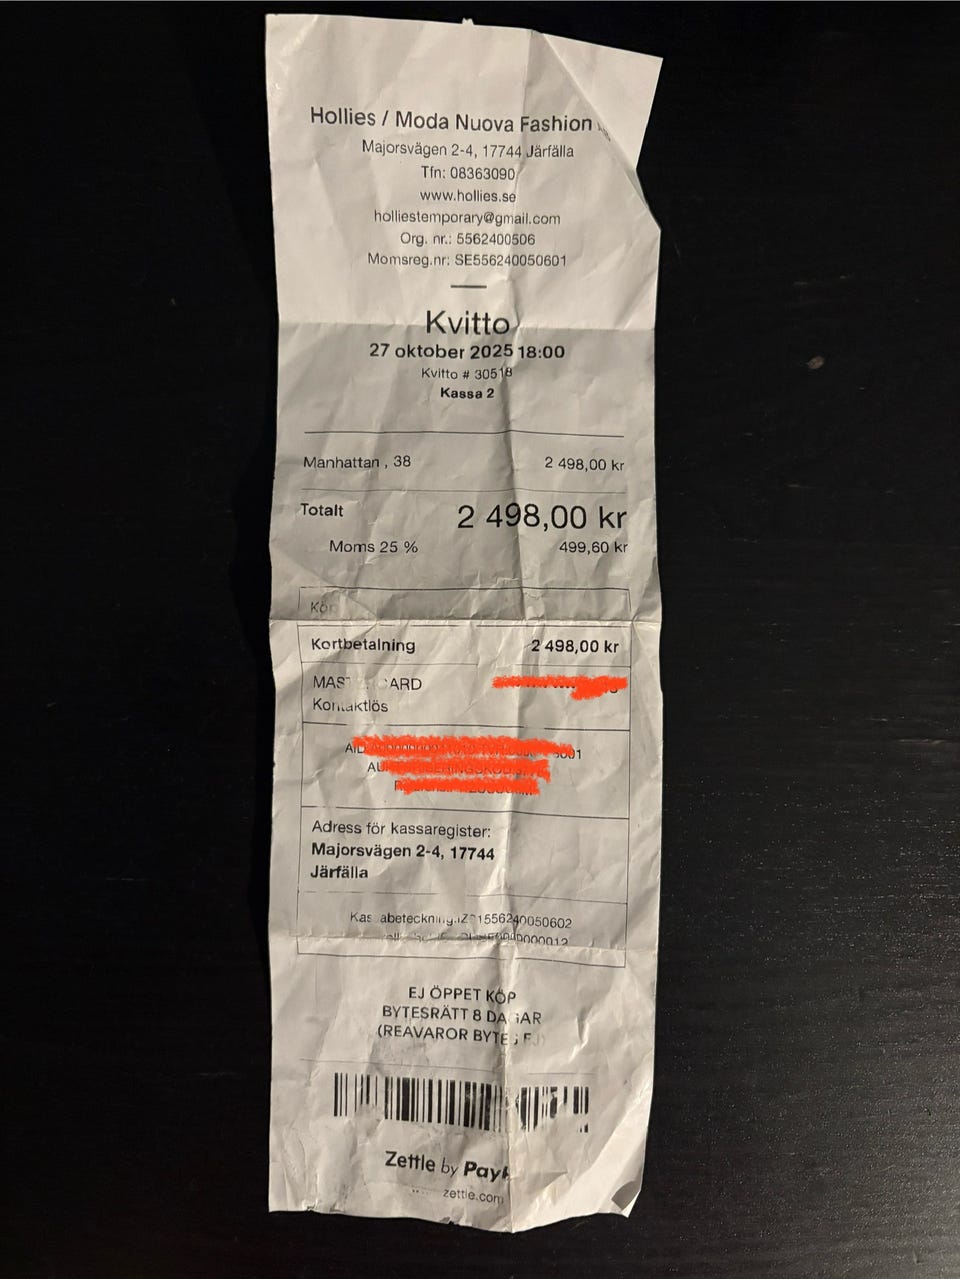 Hollies / Moda Nuova Fashion
Majorsvägen 2-4, 17744 Järfälla
Tfn: 08363090
www.hollies.se
holliestemporary@gmail.com
Org. nr.: 5562400506
Momsreg.nr: SE556240050601
Kvitto
27 oktober 2025 18:00
Kvitto # 30518
Kassa 2
Manhattan , 38 2 498,00 kr
Totalt 2 498,00 kr
Moms 25 % 499,60 kr
Kortbetalning 2 498,00 kr
Kontaktlös
Adress för kassaregister:
Majorsvägen 2-4, 17744
Järfälla
EJ ÖPPET KÖP
BYTESRÄTT 8
(REAVAROR
Zettle by
zettle.com